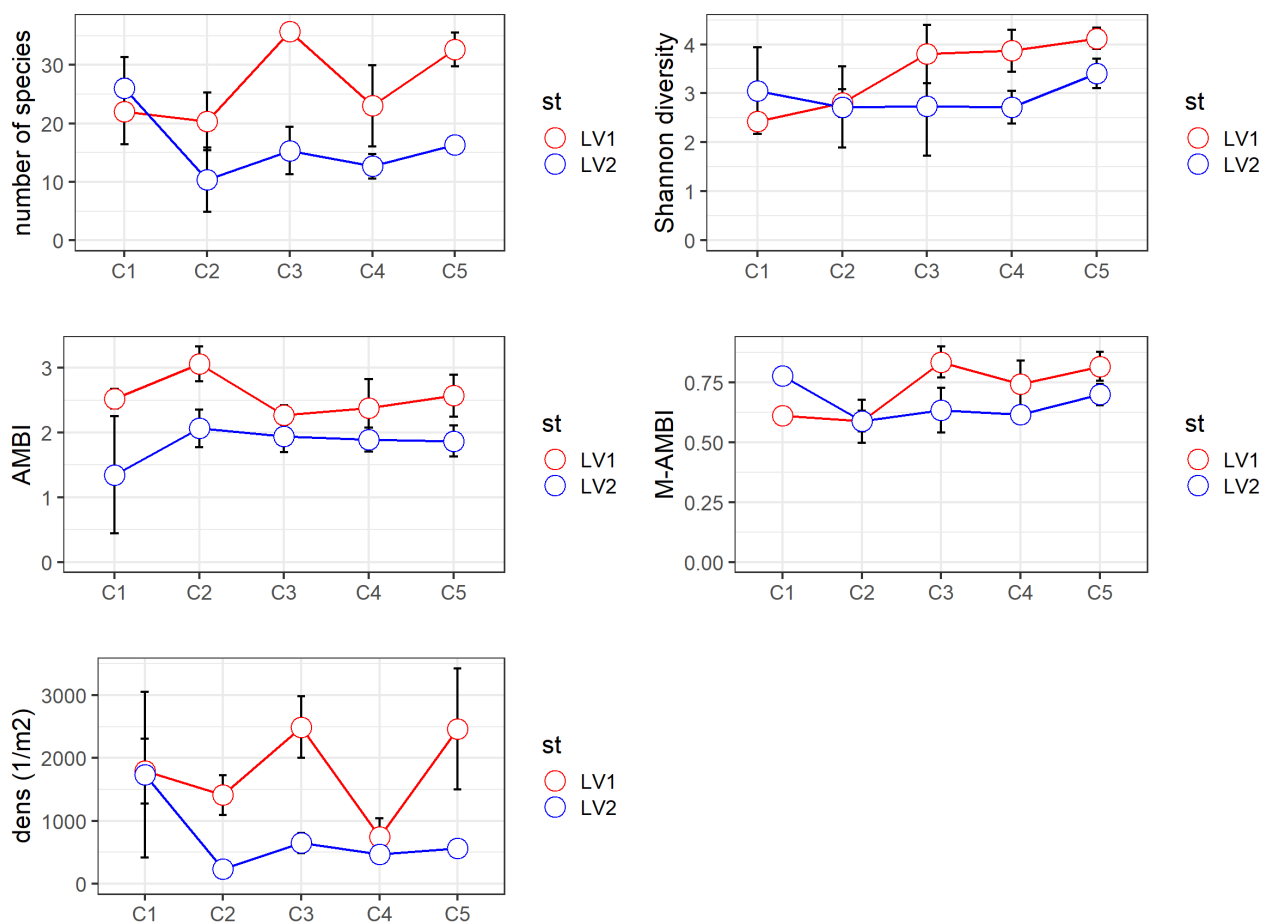 number of species
30
20
10
0
C1 C2 C3 C4 C5
st
LV1
LV2
Shannon diversity
4
3
2
1
0
C1 C2 C3 C4 C5
st
LV1
LV2
AMBI
3
2
1
0
C1 C2 C3 C4 C5
st
LV1
LV2
M-AMBI
0.75
0.50
0.25
0.00
C1 C2 C3 C4 C5
st
LV1
LV2
dens (1/m2)
3000
2000
1000
0
C1 C2 C3 C4 C5
st
LV1
LV2